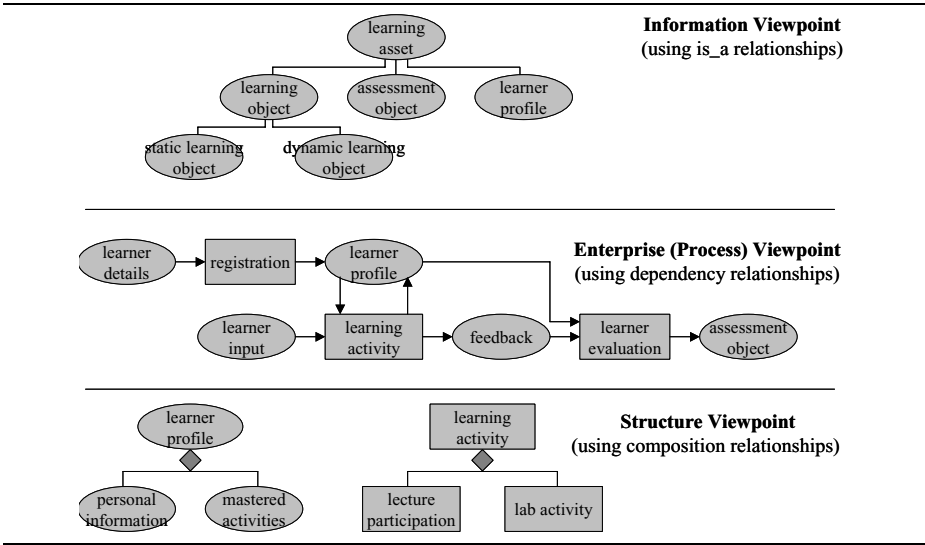 learning
asset
Information Viewpoint
(using is_a relationships)
learning
object
assessment
object
learner
profile
static learning
object
dynamic learning
object
Enterprise (Process) Viewpoint
(using dependency relationships)
learner
details
registration
learner
profile
learner
input
learning
activity
feedback
learner
evaluation
assessment
object
Structure Viewpoint
(using composition relationships)
learner
profile
learning
activity
personal
information
mastered
activities
lecture
participation
lab activity